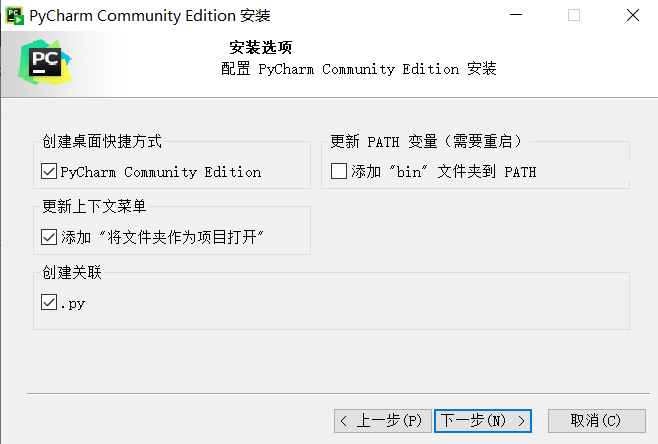 PyCharm Community Edition 安装
PC
安装选项
配置 PyCharm Community Edition 安装
创建桌面快捷方式
PyCharm Community Edition
更新 PATH 变量（需要重启）
添加 "bin" 文件夹到 PATH
更新上下文菜单
添加 "将文件夹作为项目打开"
创建关联
.py
< 上一步(P)
下一步(N) >
取消(C)